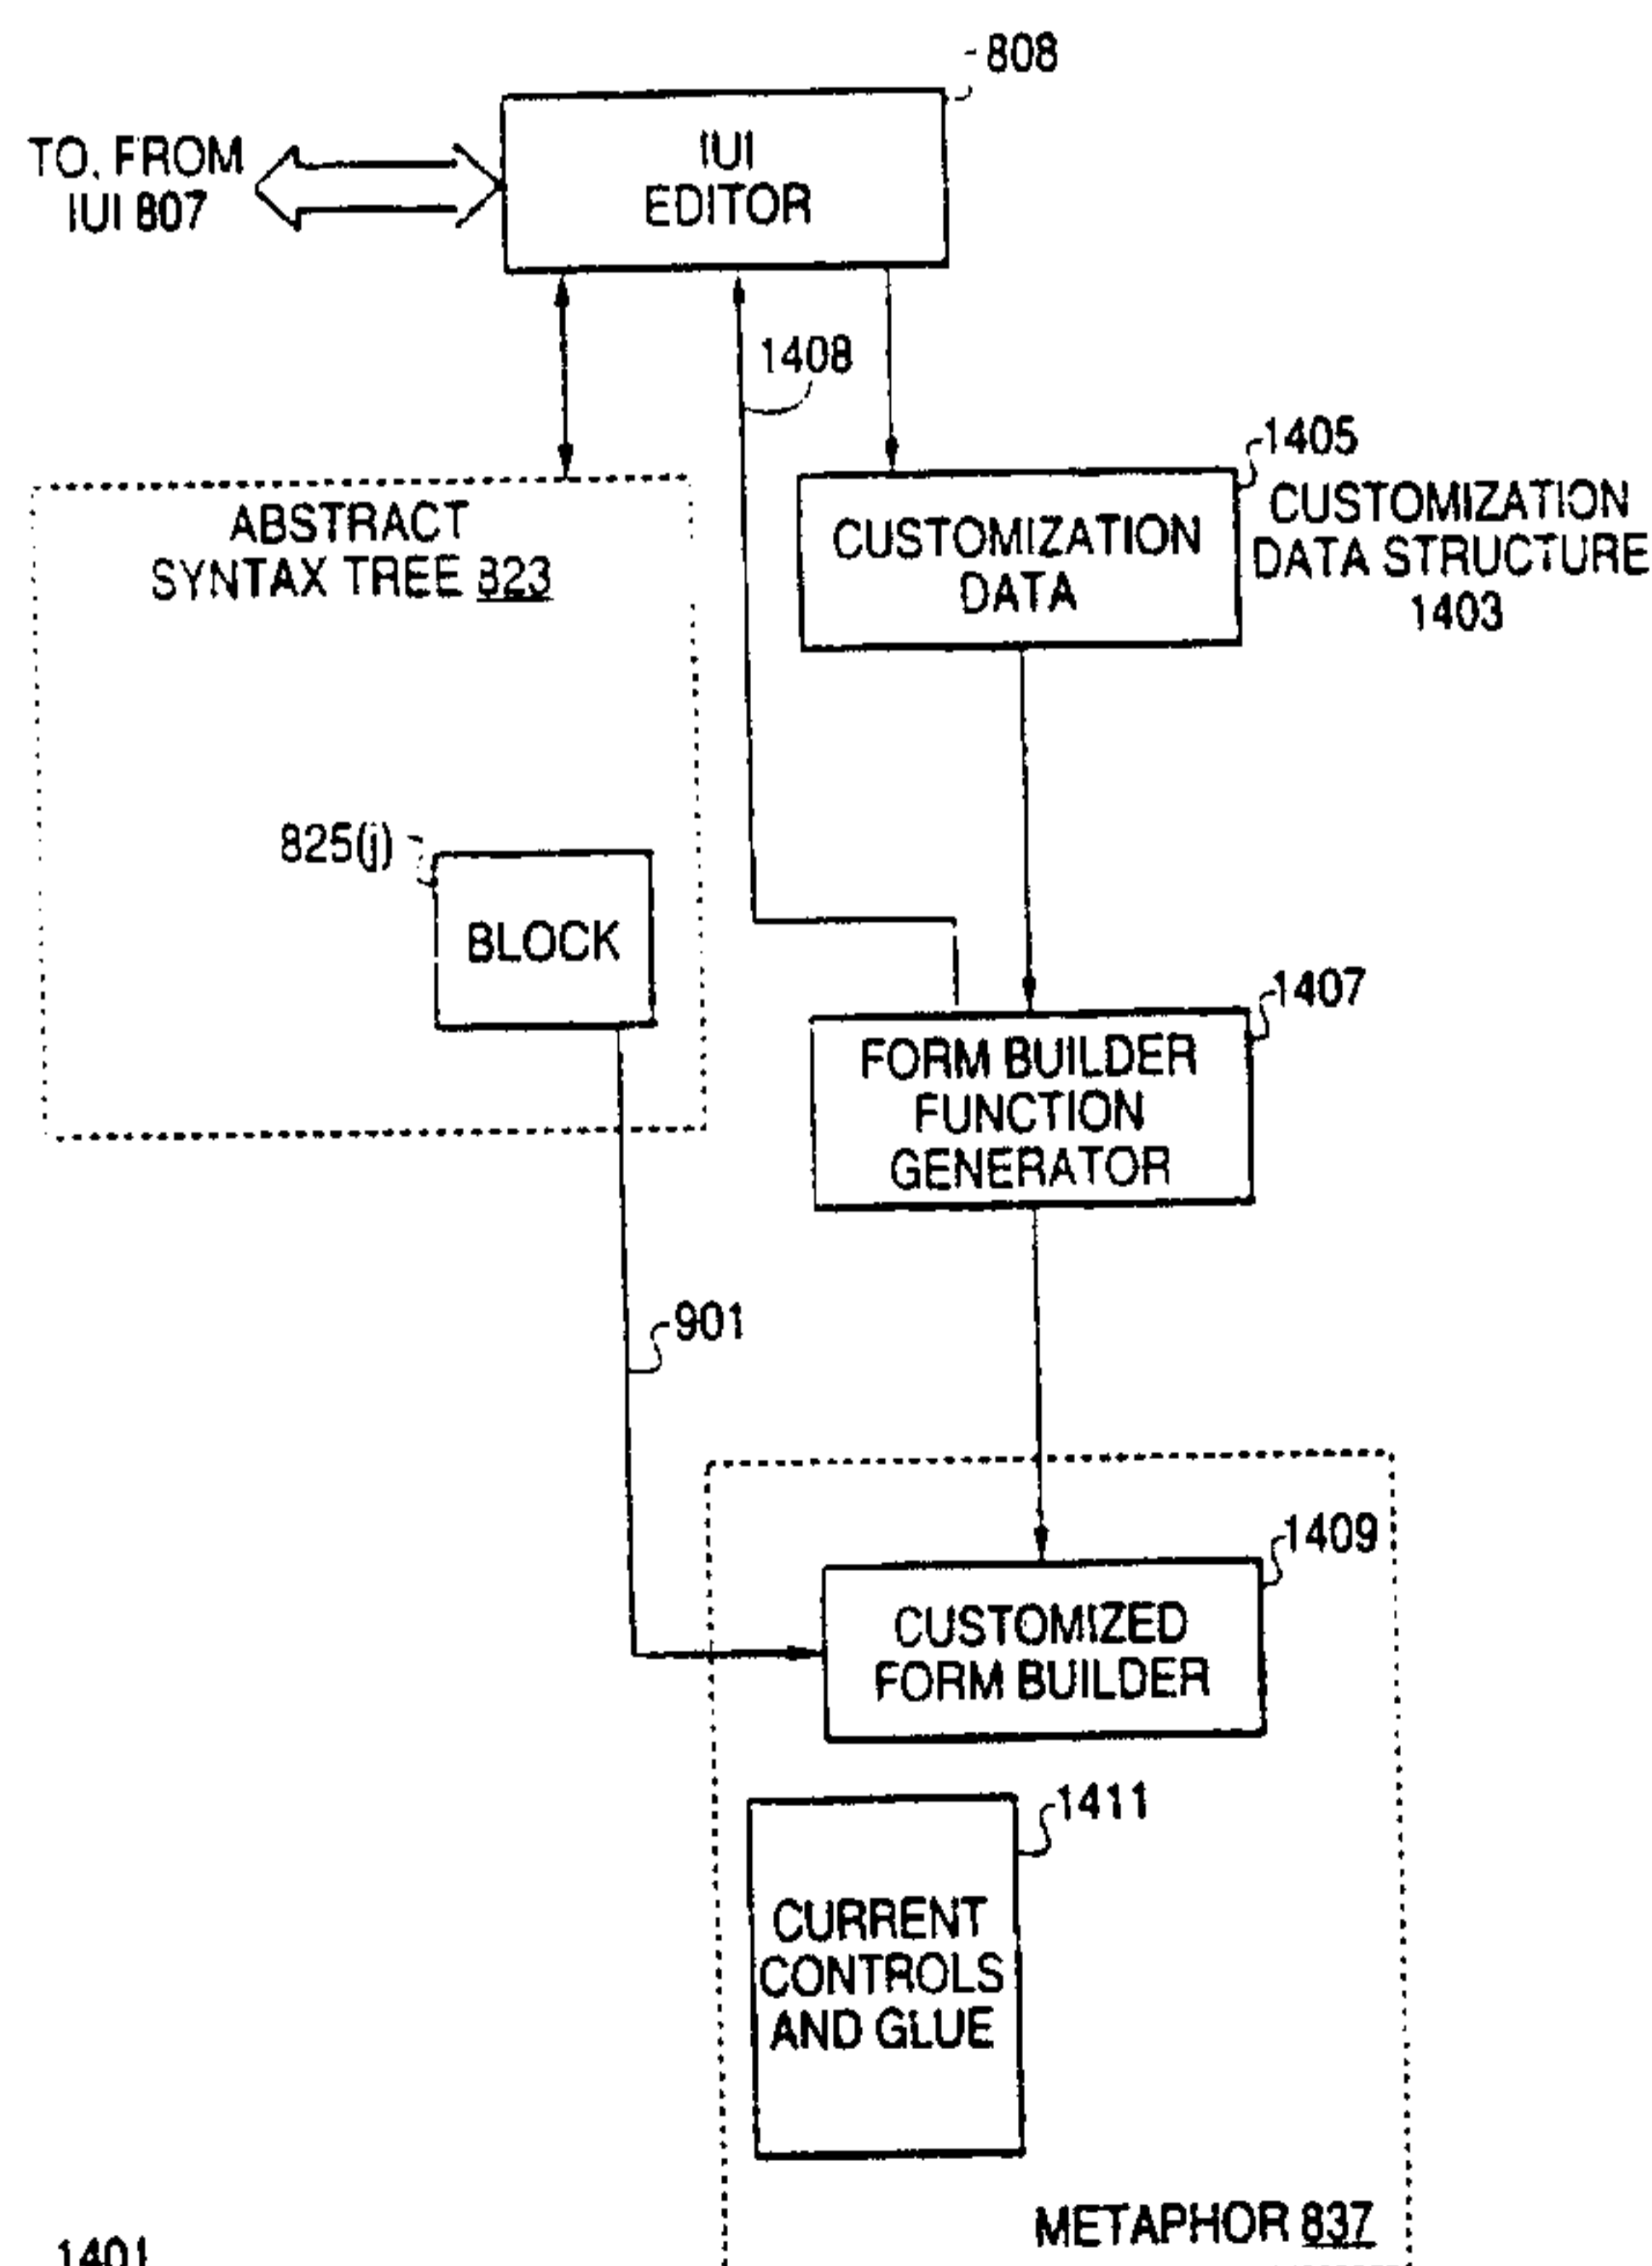 808
TO, FROM
IUI 807
IUI
EDITOR
1408
1405
CUSTOMIZATION
DATA STRUCTURE
1403
CUSTOMIZATION
DATA
ABSTRACT
SYNTAX TREE 823
825(j)
BLOCK
1407
FORM BUILDER
FUNCTION
GENERATOR
901
1409
CUSTOMIZED
FORM BUILDER
1411
CURRENT
CONTROLS
AND GLUE
METAPHOR 837
1401